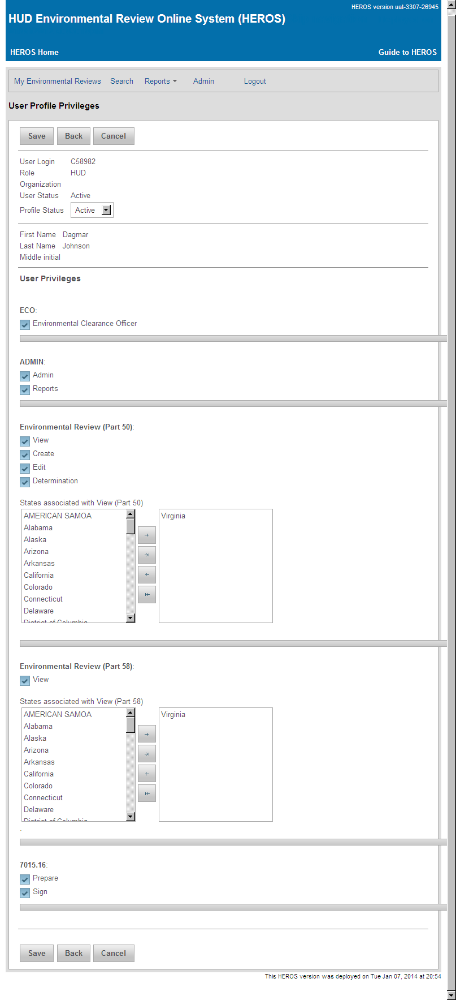 HEROS version uat-3307-26945
HUD Environmental Review Online System (HEROS)
HEROS Home
Guide to HEROS
My Environmental Reviews
Search
Reports
Admin
Logout
User Profile Privileges
Save
Back
Cancel
User Login C58982
Role HUD
Organization
User Status Active
Profile Status Active
First Name Dagmar
Last Name Johnson
Middle initial
User Privileges
ECO:
Environmental Clearance Officer
ADMIN:
Admin
Reports
Environmental Review (Part 50):
View
Create
Edit
Determination
States associated with View (Part 50)
AMERICAN SAMOA
Alabama
Alaska
Arizona
Arkansas
California
Colorado
Connecticut
Delaware
District of Columbia
Virginia
Environmental Review (Part 58):
View
States associated with View (Part 58)
AMERICAN SAMOA
Alabama
Alaska
Arizona
Arkansas
California
Colorado
Connecticut
Delaware
District of Columbia
Virginia
.
7015.16:
Prepare
Sign
Save
Back
Cancel
This HEROS version was deployed on Tue Jan 07, 2014 at 20:54